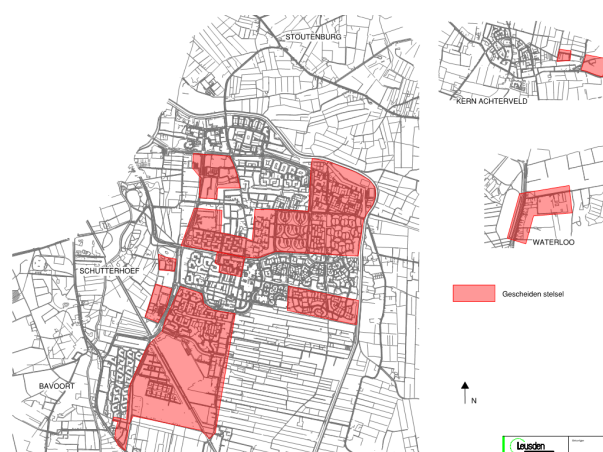 STOUTENBURG
KERN ACHTERVELD
WATERLOO
SCHUTTERHOEF
Gescheiden stelsel
BAVOORT
N
Leusden